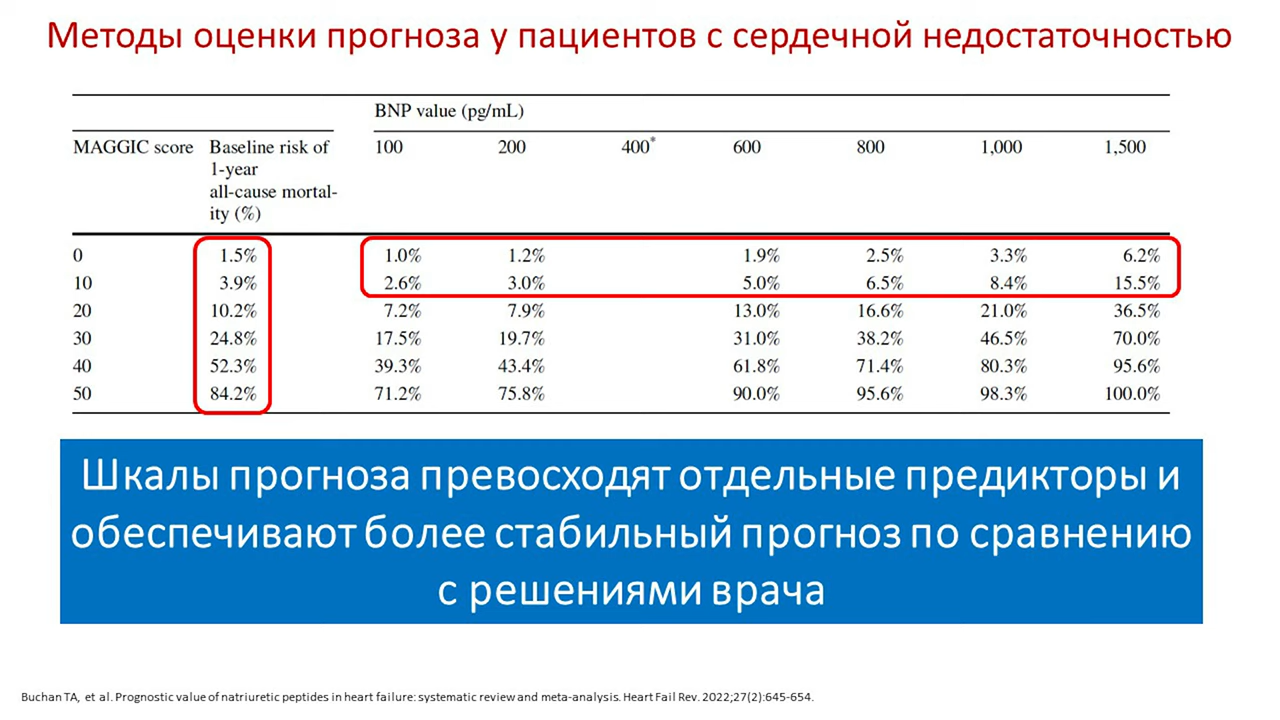 Методы оценки прогноза у пациентов с сердечной недостаточностью
BNP value (pg/mL)
MAGGIC score Baseline risk of 100 200 400* 600 800 1,000 1,500
1-year
all-cause mortal-
ity (%)
0 1.5% 1.0% 1.2% 1.9% 2.5% 3.3% 6.2%
10 3.9% 2.6% 3.0% 5.0% 6.5% 8.4% 15.5%
20 10.2% 7.2% 7.9% 13.0% 16.6% 21.0% 36.5%
30 24.8% 17.5% 19.7% 31.0% 38.2% 46.5% 70.0%
40 52.3% 39.3% 43.4% 61.8% 71.4% 80.3% 95.6%
50 84.2% 71.2% 75.8% 90.0% 95.6% 98.3% 100.0%
Шкалы прогноза превосходят отдельные предикторы и
обеспечивают более стабильный прогноз по сравнению
с решениями врача
Buchan TA, et al. Prognostic value of natriuretic peptides in heart failure: systematic review and meta-analysis. Heart Fail Rev. 2022;27(2):645-654.